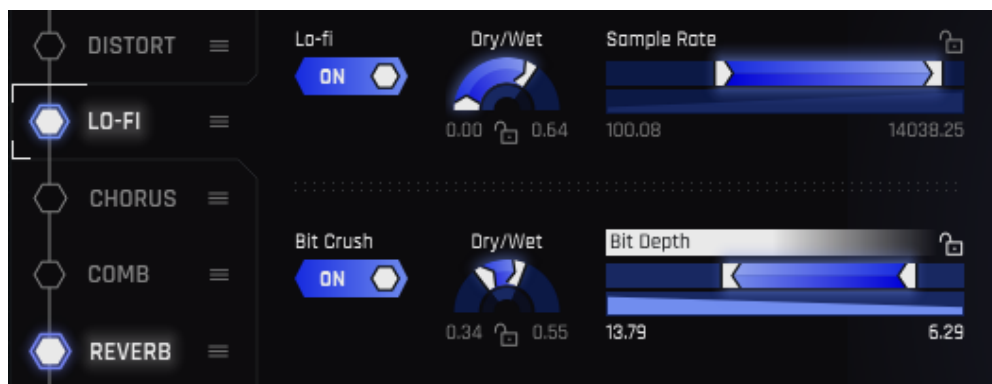 DISTORT
LO-FI
CHORUS
COMB
REVERB
Lo-fi
ON
Dry/Wet
0.00 0.64
Sample Rate
100.08 14038.25
Bit Crush
ON
Dry/Wet
0.34 0.55
Bit Depth
13.79 6.29